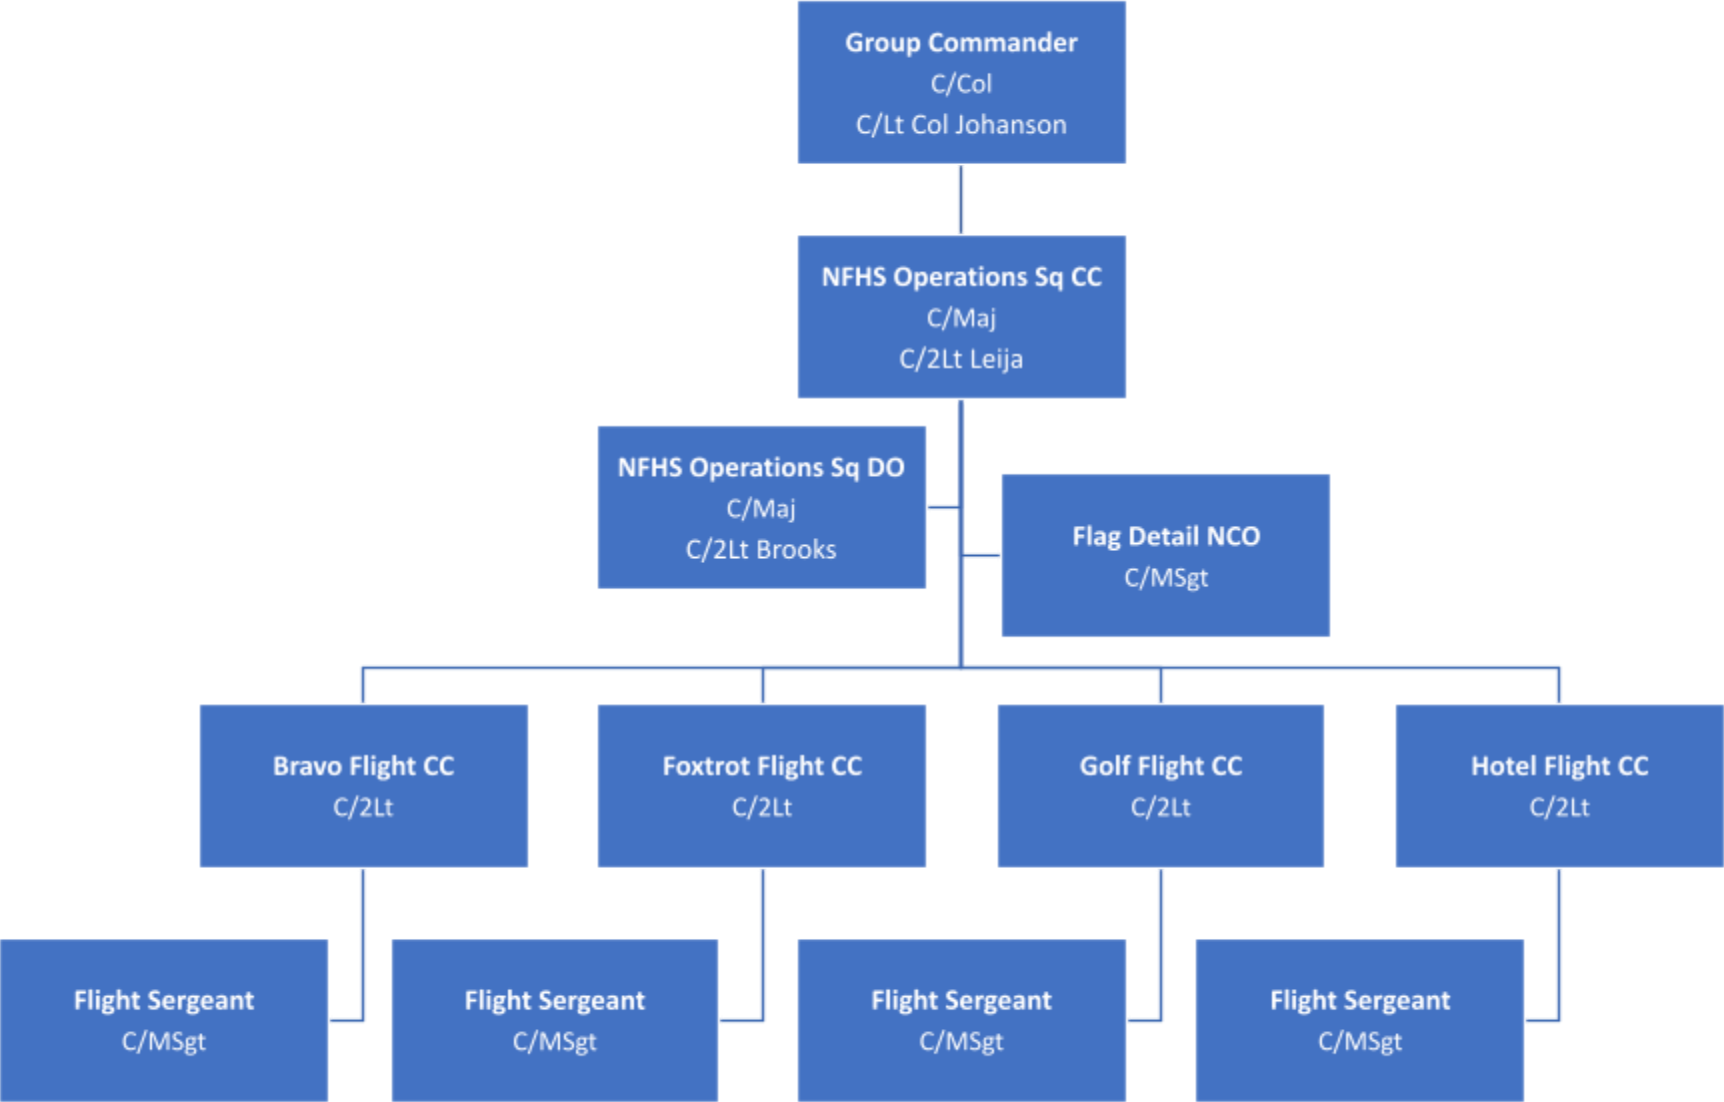 Group Commander
C/Col
C/Lt Col Johanson
NFHS Operations Sq CC
C/Maj
C/2Lt Leija
NFHS Operations Sq DO
C/Maj
C/2Lt Brooks
Flag Detail NCO
C/MSgt
Bravo Flight CC
C/2Lt
Foxtrot Flight CC
C/2Lt
Golf Flight CC
C/2Lt
Hotel Flight CC
C/2Lt
Flight Sergeant
C/MSgt
Flight Sergeant
C/MSgt
Flight Sergeant
C/MSgt
Flight Sergeant
C/MSgt